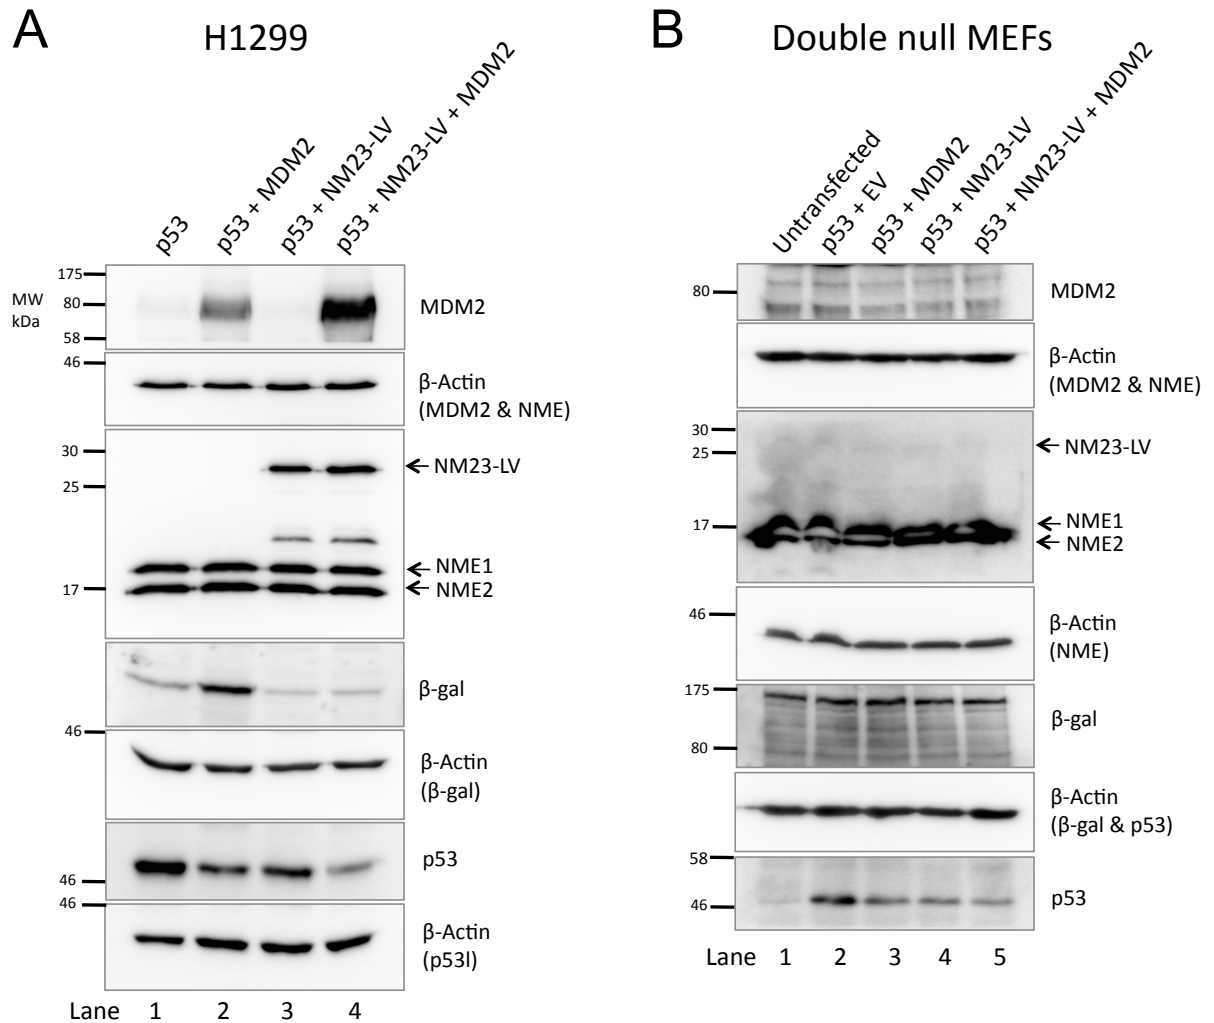 A
H1299
p53
p53 + MDM2
p53 + NM23-LV
p53 + NM23-LV + MDM2
MW
kDa
175
80
58
MDM2
46
β-Actin
(MDM2 & NME)
30
25
17
NM23-LV
NME1
NME2
β-gal
46
β-Actin
(β-gal)
p53
46
46
β-Actin
(p53l)
Lane 1 2 3 4
B
Double null MEFs
Untransfected
p53 + EV
p53 + MDM2
p53 + NM23-LV
p53 + NM23-LV + MDM2
80
MDM2
β-Actin
(MDM2 & NME)
30
25
17
NM23-LV
NME1
NME2
46
β-Actin
(NME)
175
80
β-gal
β-Actin
(β-gal & p53)
58
46
p53
Lane 1 2 3 4 5